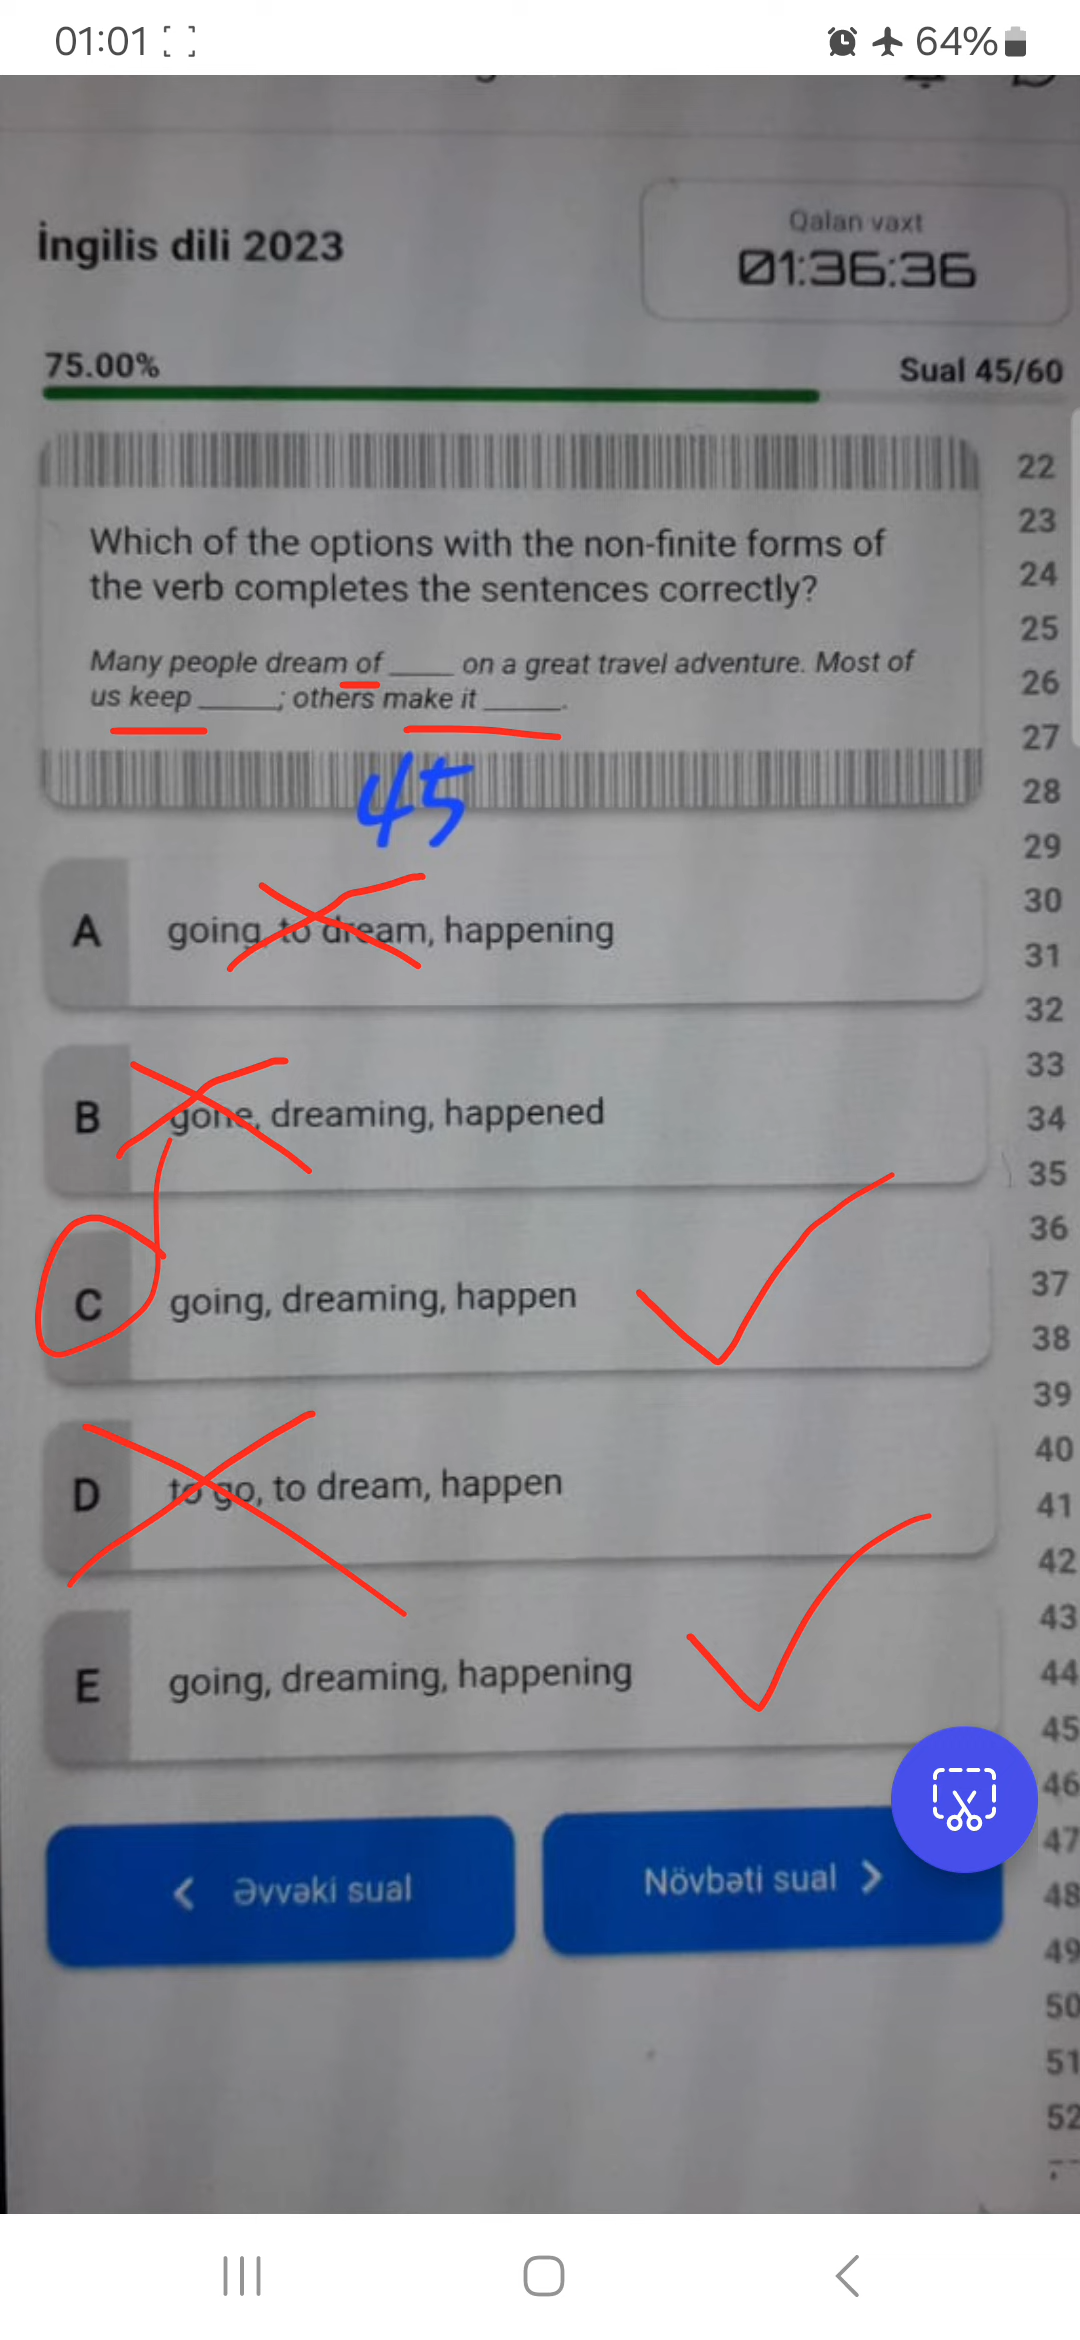 01:01
64%
İngilis dili 2023
Qalan vaxt
01:36:36
75.00%
Sual 45/60
Which of the options with the non-finite forms of
the verb completes the sentences correctly?
Many people dream of ____ on a great travel adventure. Most of
us keep _____; others make it _____.
45
A going, to dream, happening
B gone, dreaming, happened
C going, dreaming, happen
D to go, to dream, happen
E going, dreaming, happening
Əvvəki sual
Növbəti sual
22
23
24
25
26
27
28
29
30
31
32
33
34
35
36
37
38
39
40
41
42
43
44
45
46
47
48
49
50
51
52